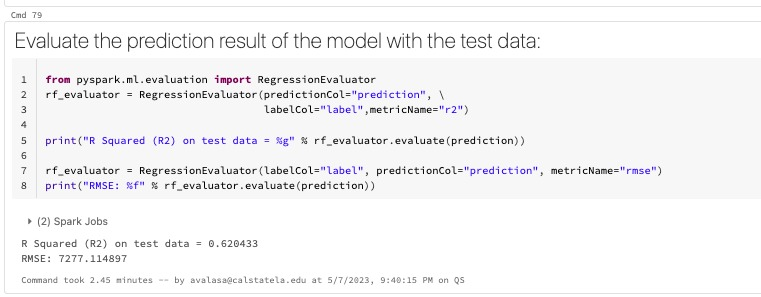 Cmd 79
Evaluate the prediction result of the model with the test data:
1 from pyspark.ml.evaluation import RegressionEvaluator
2 rf_evaluator = RegressionEvaluator(predictionCol="prediction", \
3 labelCol="label",metricName="r2")
4
5 print("R Squared (R2) on test data = %g" % rf_evaluator.evaluate(prediction))
6
7 rf_evaluator = RegressionEvaluator(labelCol="label", predictionCol="prediction", metricName="rmse")
8 print("RMSE: %f" % rf_evaluator.evaluate(prediction))
(2) Spark Jobs
R Squared (R2) on test data = 0.620433
RMSE: 7277.114897
Command took 2.45 minutes -- by avalasa@calstatela.edu at 5/7/2023, 9:40:15 PM on QS